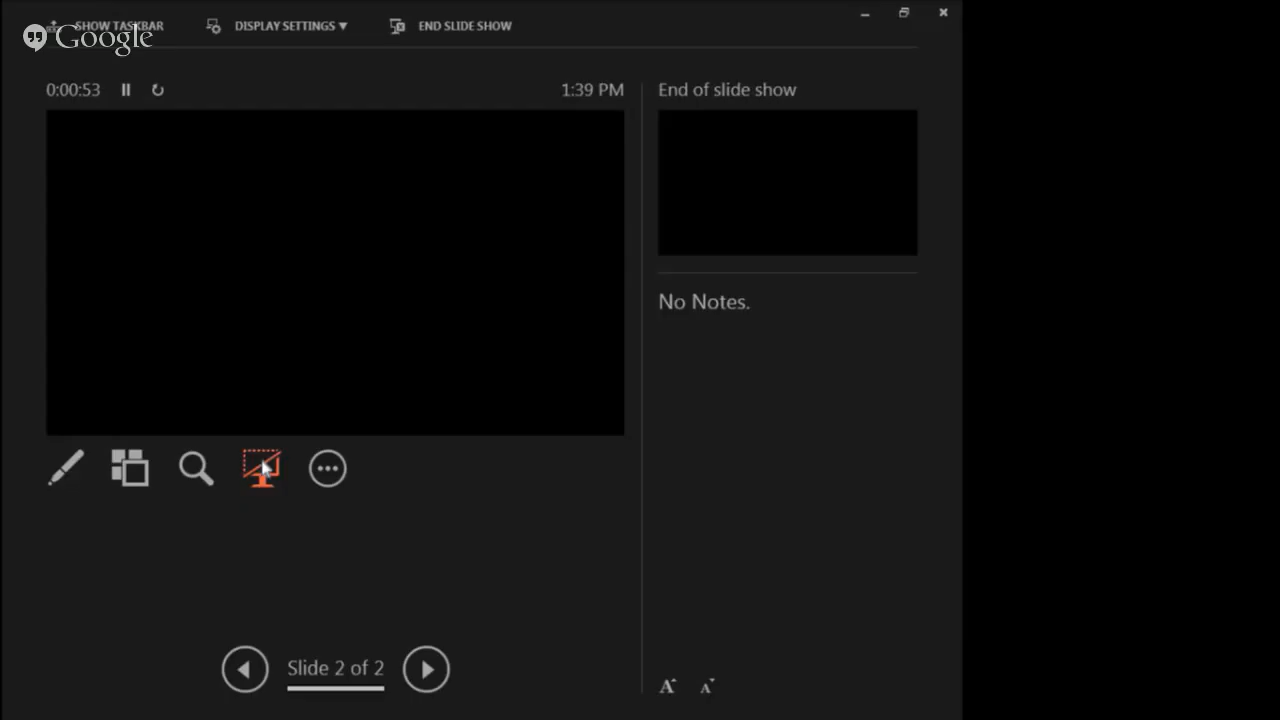 SHOW TASKBAR
DISPLAY SETTINGS ▼
END SLIDE SHOW
Google
0:00:53
1:39 PM
End of slide show
No Notes.
Slide 2 of 2
A
A